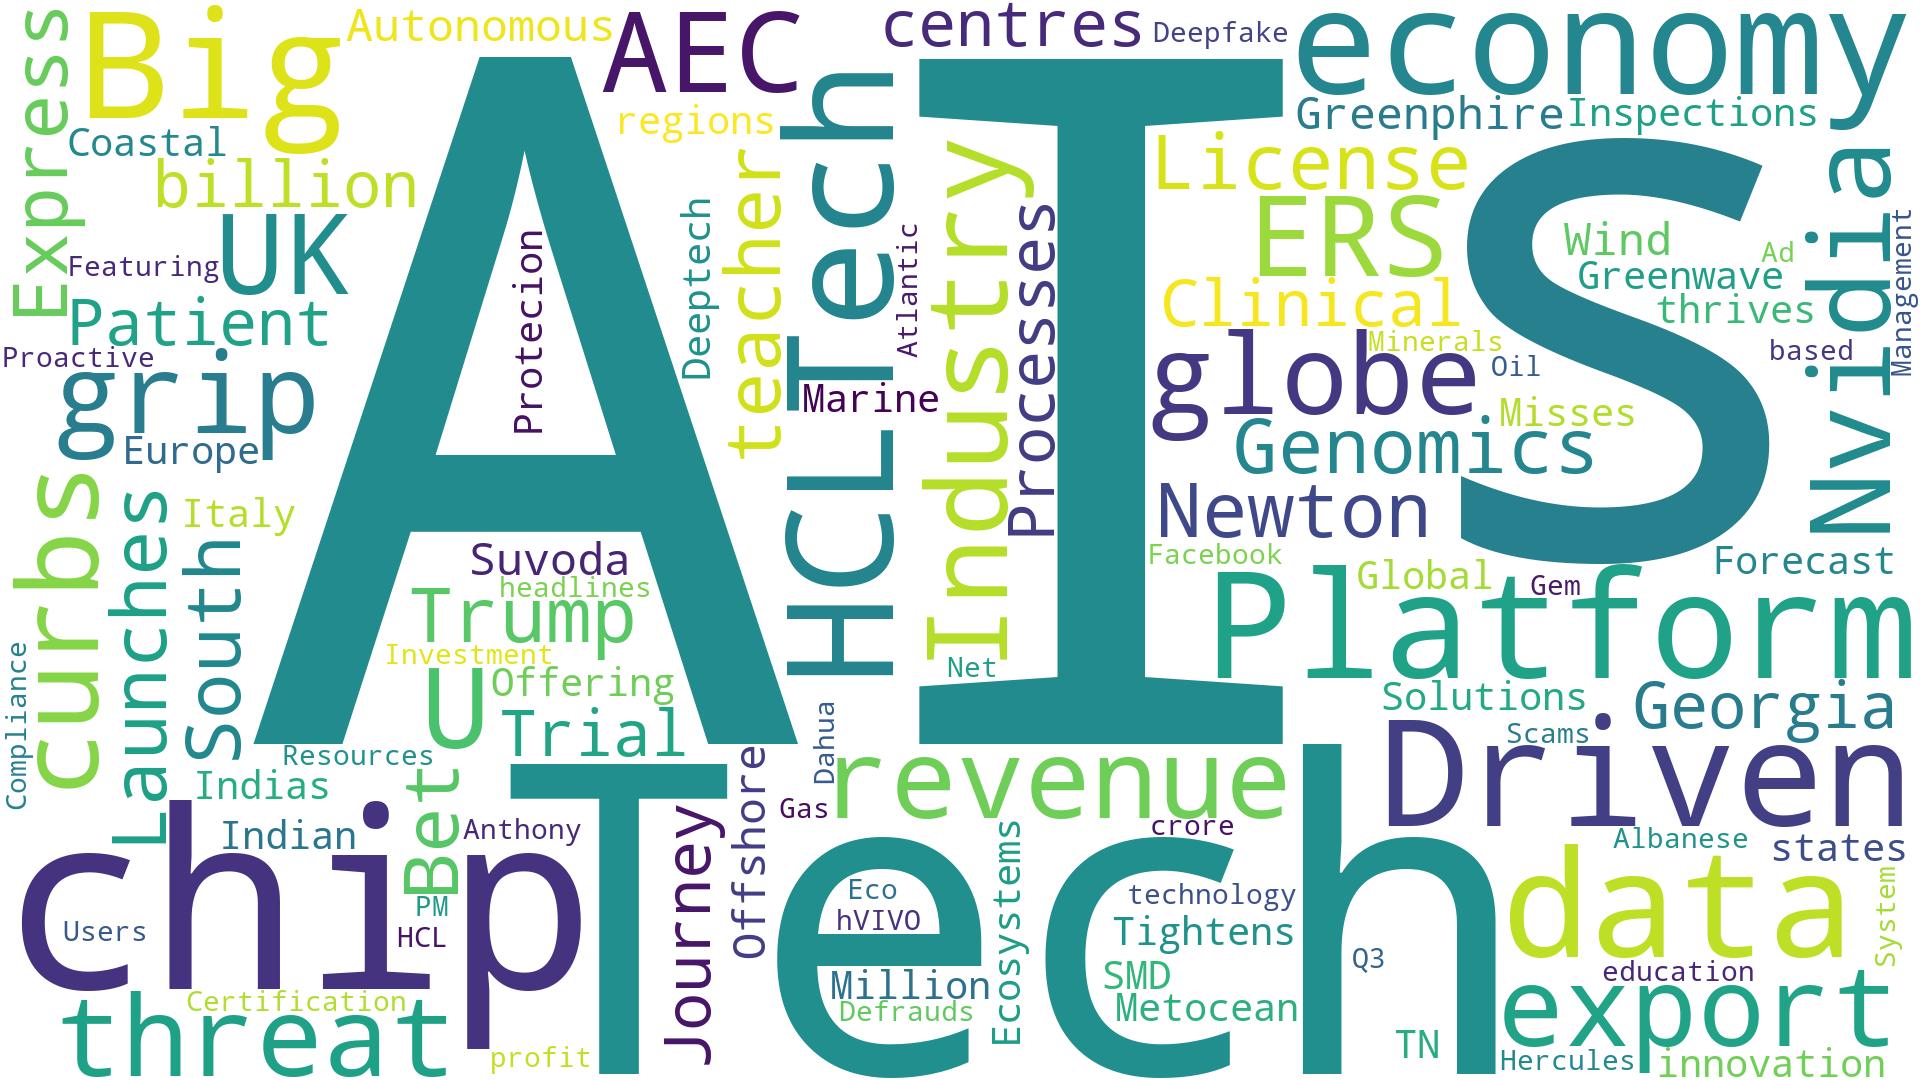 Express
Big
Autonomous
AEC
centres
Deepfake
economy
Coastal
regions
Greenphire
Inspections
billion
License
UK
teacher
HCLTech
Industry
AI
S
ERS
Wind
Ad
Nvidia
Management
Featuring
Protecion
Deeptech
Atlantic
Processes
Greenwave
Patient
Clinical
thrives
Proactive
grip
Minerals
based
globe
Oil
Marine
Misses
Europe
Genomics
curbs
Launches
Italy
Newton
South
Suvoda
Facebook
Forecast
headlines
Global
Gem
Trump
Platform
Investment
Net
Compliance
U
Offering
Solutions
Georgia
Trial
Dahua
Scams
Driven
Resources
Offshore
revenue
Indias
Bet
Gas
Indian
Anthony
Journey
crore
Albanese
states
chip
Tech
Eco
Ecosystems
technology
data
System
PM
hVIVO
Users
HCL
Tightens
Q3
SMD
education
Million
Certification
Defrauds
Metocean
export
threat
TN
profit
Hercules
innovation